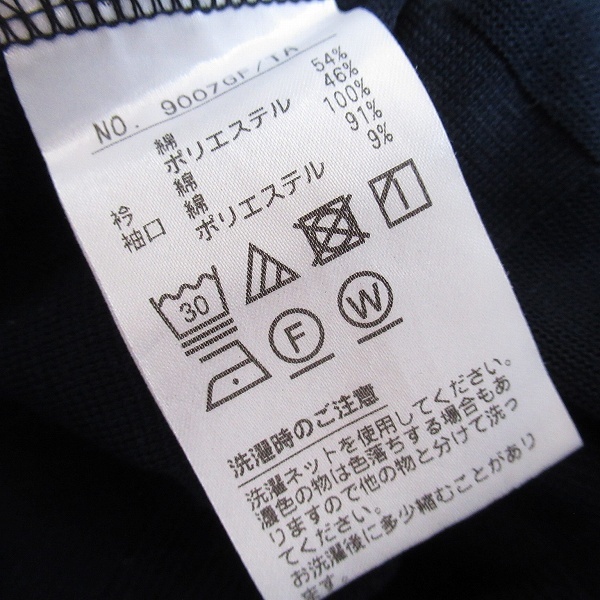 NO. 9007GF/TA
綿 54%
ポリエステル 46%
衿 綿 100%
袖口 綿 91%
ポリエステル 9%
30
F W
洗濯時のご注意
洗濯ネットを使用してください。
濃色の物は色落ちする場合もあ
りますので他の物と分けて洗っ
てください。
お洗濯後に多少縮むことがあり
ます。